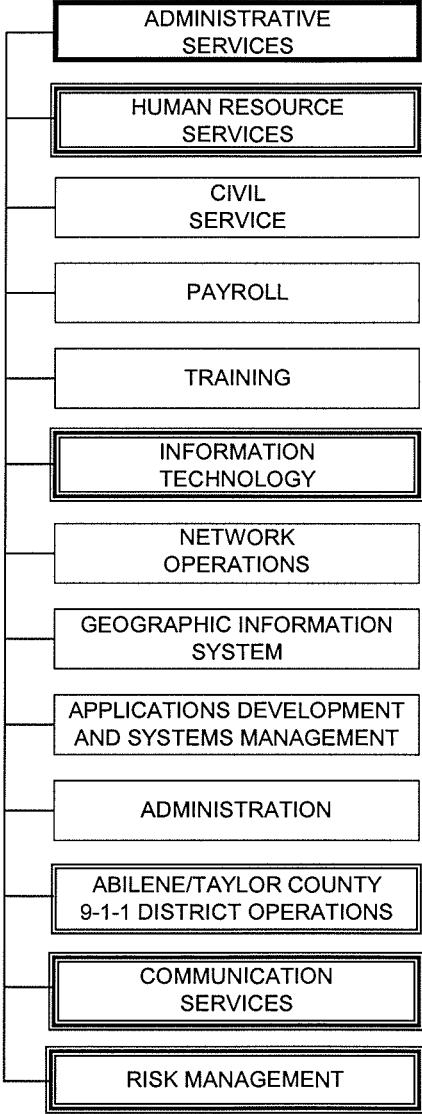 ADMINISTRATIVE
SERVICES
HUMAN RESOURCE
SERVICES
CIVIL
SERVICE
PAYROLL
TRAINING
INFORMATION
TECHNOLOGY
NETWORK
OPERATIONS
GEOGRAPHIC INFORMATION
SYSTEM
APPLICATIONS DEVELOPMENT
AND SYSTEMS MANAGEMENT
ADMINISTRATION
ABILENE/TAYLOR COUNTY
9-1-1 DISTRICT OPERATIONS
COMMUNICATION
SERVICES
RISK MANAGEMENT